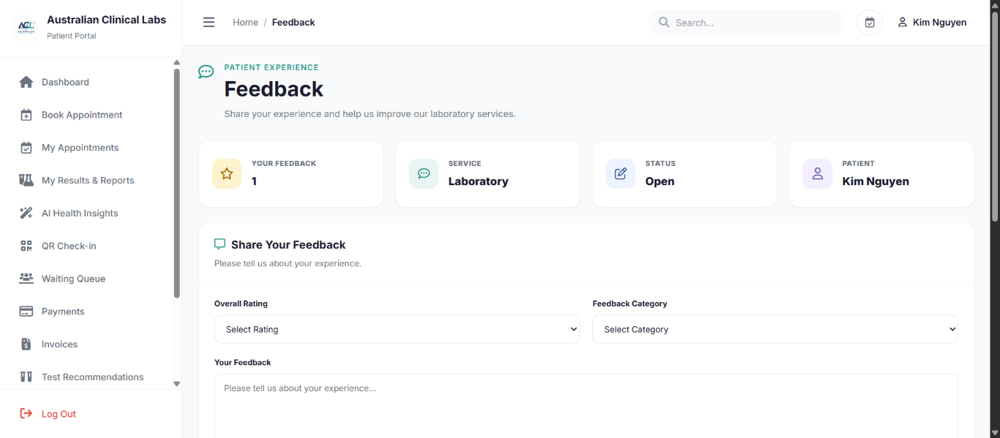 ACL
AUSTRALIAN
Australian Clinical Labs
Patient Portal
Dashboard
Book Appointment
My Appointments
My Results & Reports
AI Health Insights
QR Check-in
Waiting Queue
Payments
Invoices
Test Recommendations
Log Out
Home / Feedback
Search...
Kim Nguyen
PATIENT EXPERIENCE
Feedback
Share your experience and help us improve our laboratory services.
YOUR FEEDBACK
1
SERVICE
Laboratory
STATUS
Open
PATIENT
Kim Nguyen
Share Your Feedback
Please tell us about your experience.
Overall Rating
Select Rating
Feedback Category
Select Category
Your Feedback
Please tell us about your experience...